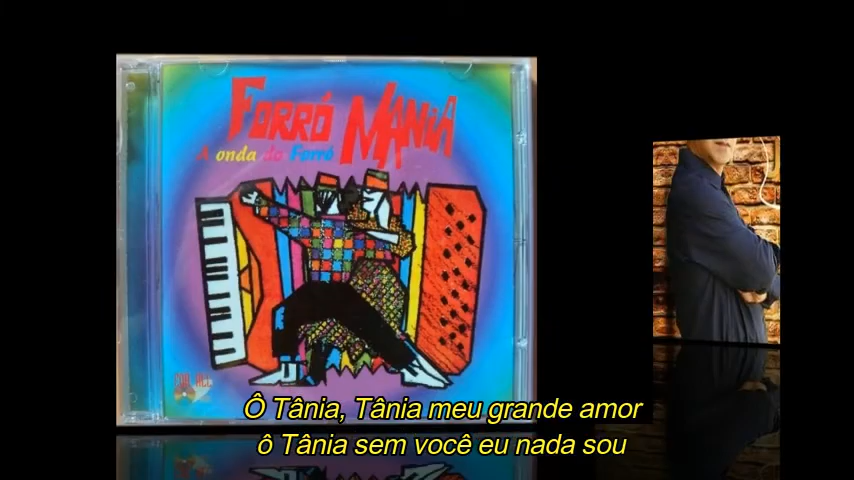 FORRÓ MANIA
A onda do Forró
Ô Tânia, Tânia meu grande amor
ô Tânia sem você eu nada sou